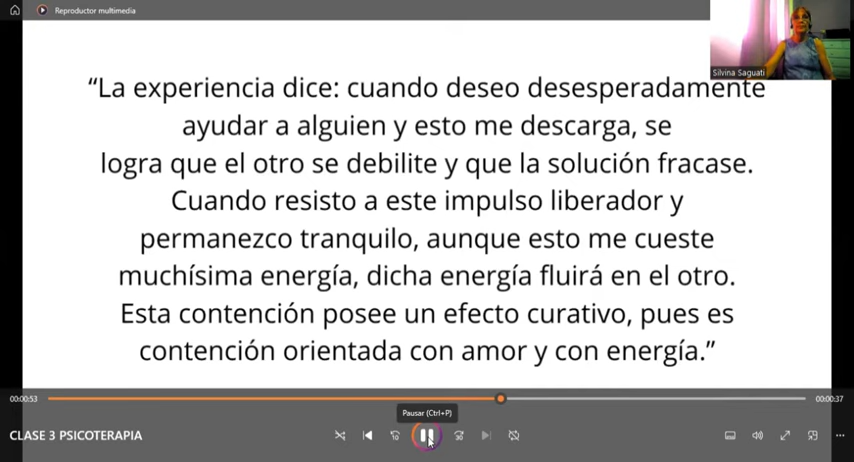 Reproductor multimedia
Silvina Saguati
“La experiencia dice: cuando deseo desesperadamente
ayudar a alguien y esto me descarga, se
logra que el otro se debilite y que la solución fracase.
Cuando resisto a este impulso liberador y
permanezco tranquilo, aunque esto me cueste
muchísima energía, dicha energía fluirá en el otro.
Esta contención posee un efecto curativo, pues es
contención orientada con amor y con energía.”
00:00:53
00:00:37
Pausar (Ctrl+P)
CLASE 3 PSICOTERAPIA
10
30